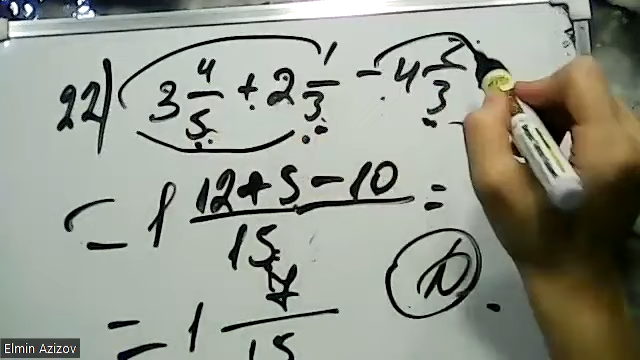 22) 3 4/5 + 2 1/3 - 4 2/3
= 1 (12+5-10)/15 =
= 1 7/15
D.
Elmin Azizov